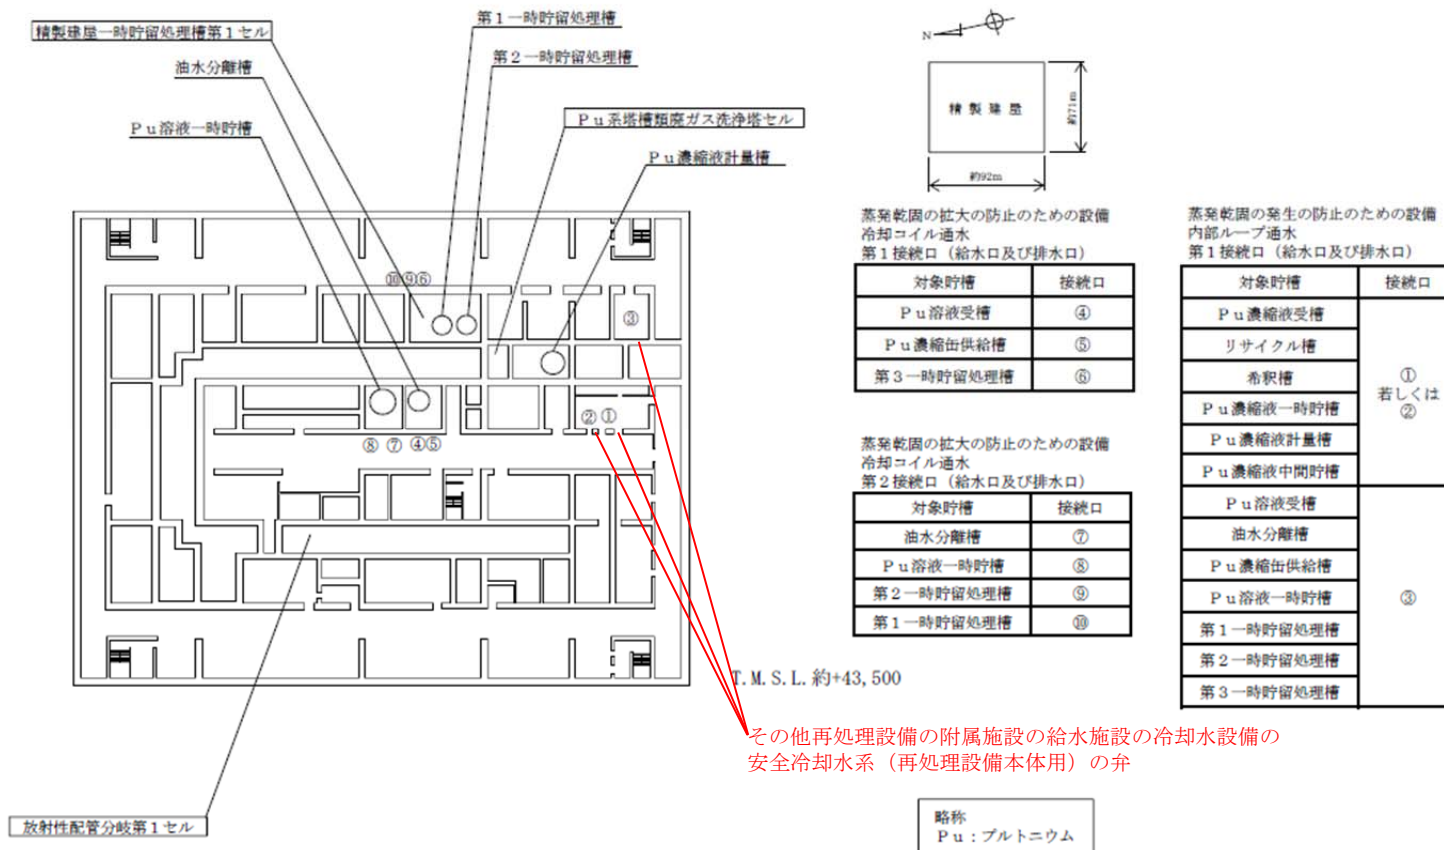 精製建屋一時貯留処理槽第1セル
第1一時貯留処理槽
第2一時貯留処理槽
油水分離槽
Pu溶液一時貯槽
Pu系塔槽類廃ガス洗浄塔セル
Pu濃縮液計量槽
N
精製建屋
約71m
約92m
⑩⑨⑥
③
② ①
⑧ ⑦ ④⑤
放射性配管分岐第1セル
T.M.S.L.約+43,500
その他再処理設備の附属施設の給水施設の冷却水設備の
安全冷却水系(再処理設備本体用)の弁
蒸発乾固の拡大の防止のための設備
冷却コイル通水
第1接続口(給水口及び排水口)
対象貯槽 接続口
Pu溶液受槽 ④
Pu濃縮缶供給槽 ⑤
第3一時貯留処理槽 ⑥
蒸発乾固の拡大の防止のための設備
冷却コイル通水
第2接続口(給水口及び排水口)
対象貯槽 接続口
油水分離槽 ⑦
Pu溶液一時貯槽 ⑧
第2一時貯留処理槽 ⑨
第1一時貯留処理槽 ⑩
蒸発乾固の発生の防止のための設備
内部ループ通水
第1接続口(給水口及び排水口)
対象貯槽 接続口
Pu濃縮液受槽
リサイクル槽
希釈槽
Pu濃縮液一時貯槽
Pu濃縮液計量槽
Pu濃縮液中間貯槽
①
若しくは
②
Pu溶液受槽
油水分離槽
Pu濃縮缶供給槽
Pu溶液一時貯槽
第1一時貯留処理槽
第2一時貯留処理槽
第3一時貯留処理槽
③
略称
Pu:プルトニウム